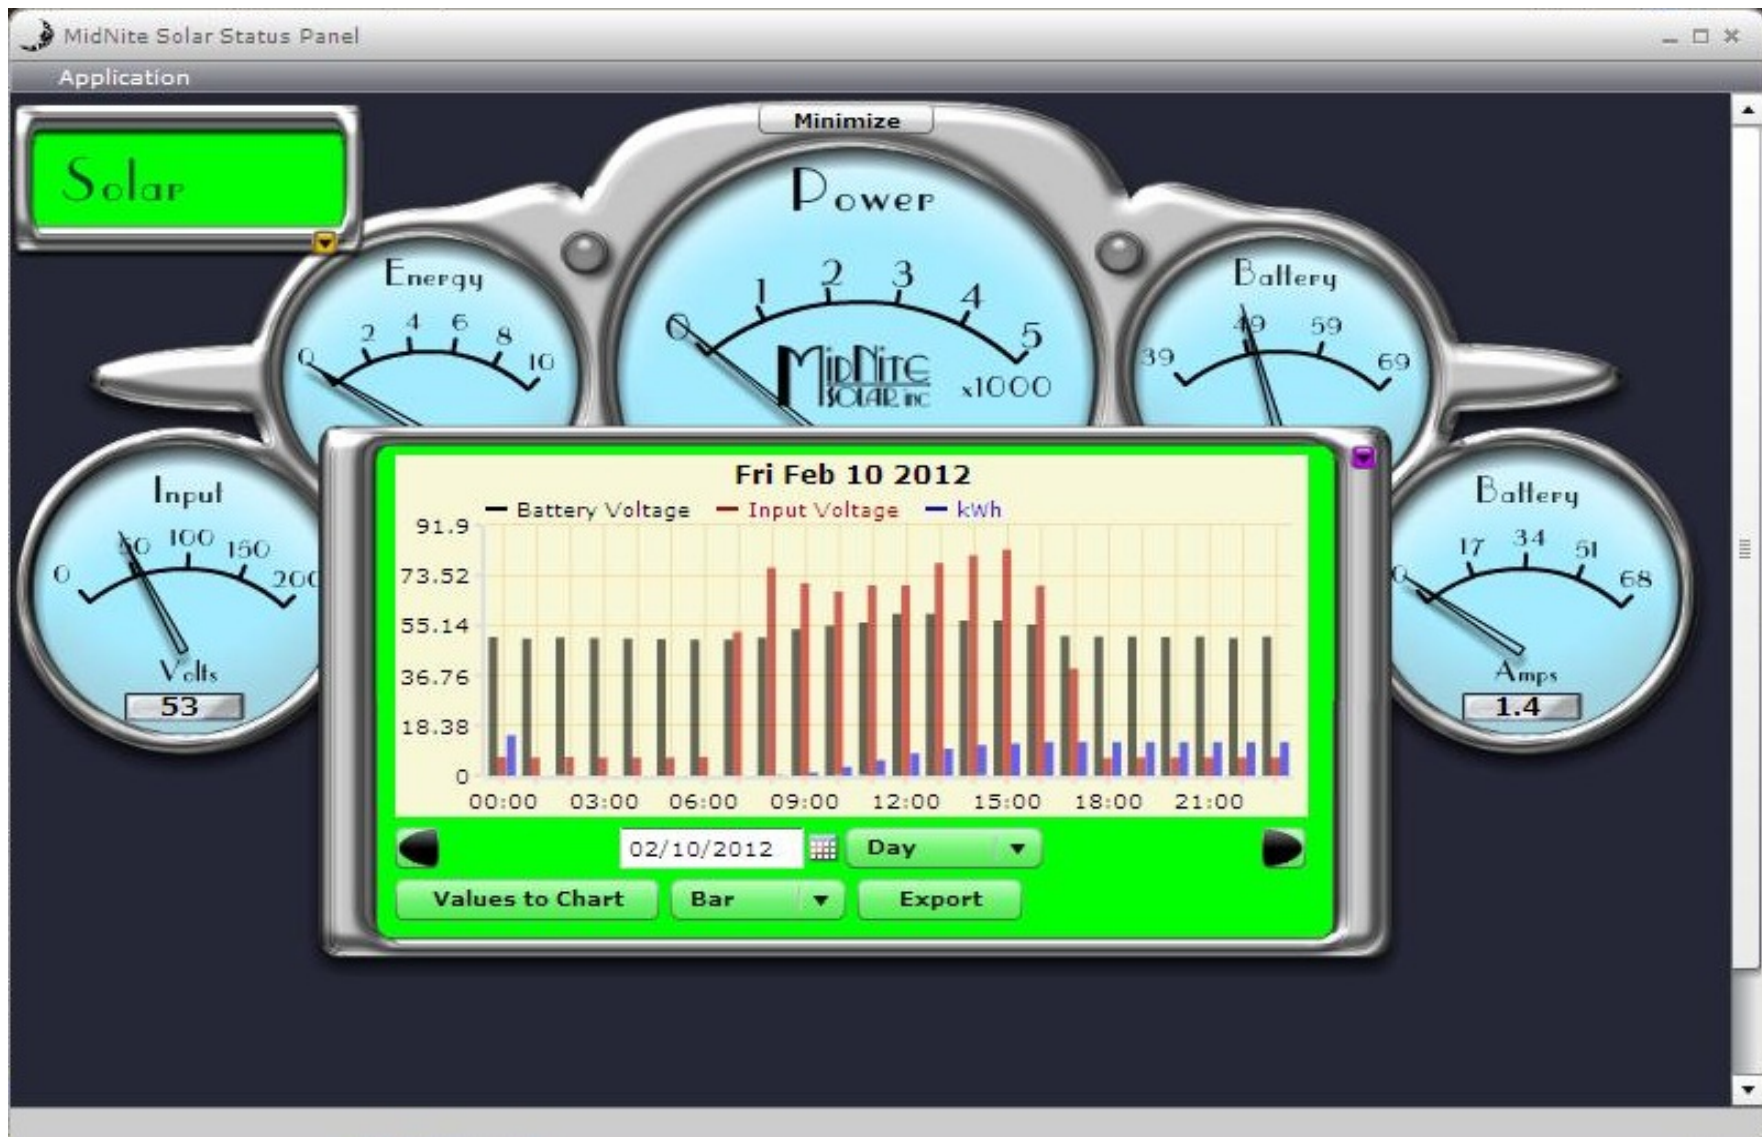 MidNite Solar Status Panel
Application
Minimize
Solar
Power
0 1 2 3 4 5
x1000
MidNite
SOLAR inc
Energy
0 2 4 6 8 10
Battery
39 49 59 69
Input
0 50 100 150 200
Volts
53
Battery
0 17 34 51 68
Amps
1.4
Fri Feb 10 2012
Battery Voltage Input Voltage kWh
91.9
73.52
55.14
36.76
18.38
0
00:00 03:00 06:00 09:00 12:00 15:00 18:00 21:00
02/10/2012 Day
Values to Chart Bar Export